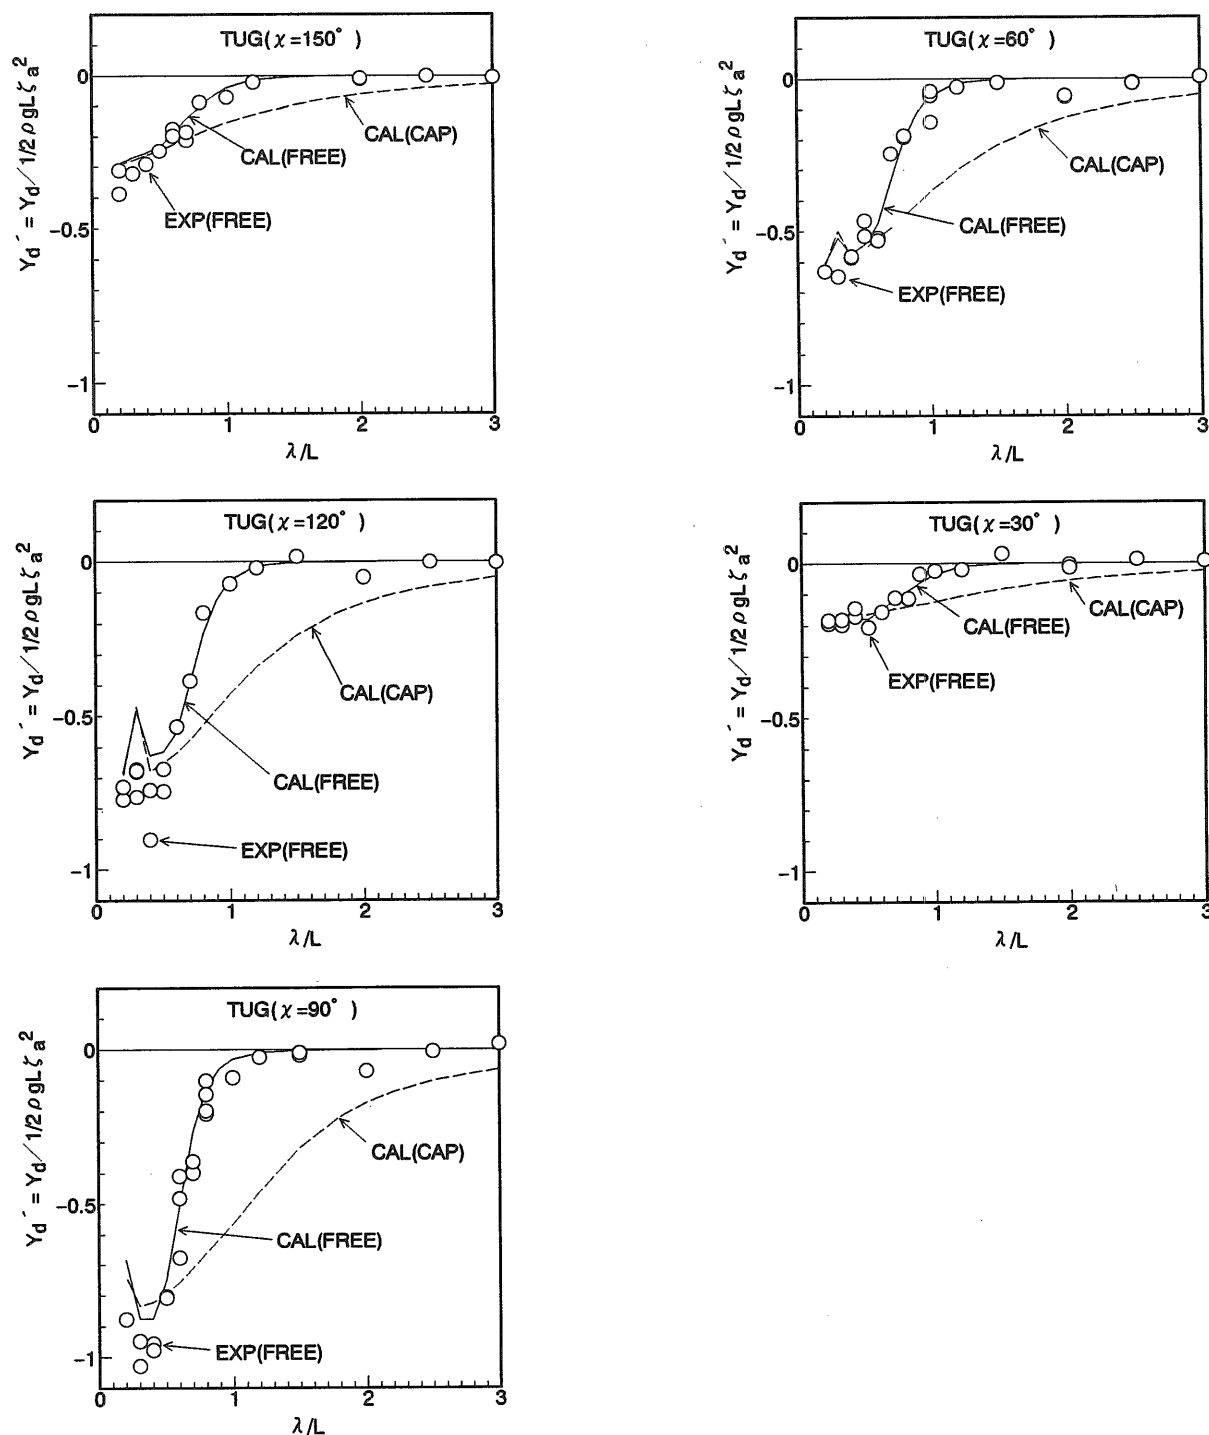 TUG(χ=150°)
Yd´ = Yd/1/2ρgLζa²
0
−0.5
−1
CAL(CAP)
CAL(FREE)
EXP(FREE)
0 1 2 3
λ/L
TUG(χ=60°)
Yd´ = Yd/1/2ρgLζa²
0
−0.5
−1
CAL(CAP)
CAL(FREE)
EXP(FREE)
0 1 2 3
λ/L
TUG(χ=120°)
Yd´ = Yd/1/2ρgLζa²
0
−0.5
−1
CAL(CAP)
CAL(FREE)
EXP(FREE)
0 1 2 3
λ/L
TUG(χ=30°)
Yd´ = Yd/1/2ρgLζa²
0
−0.5
−1
CAL(CAP)
CAL(FREE)
EXP(FREE)
0 1 2 3
λ/L
TUG(χ=90°)
Yd´ = Yd/1/2ρgLζa²
0
−0.5
−1
CAL(CAP)
CAL(FREE)
EXP(FREE)
0 1 2 3
λ/L